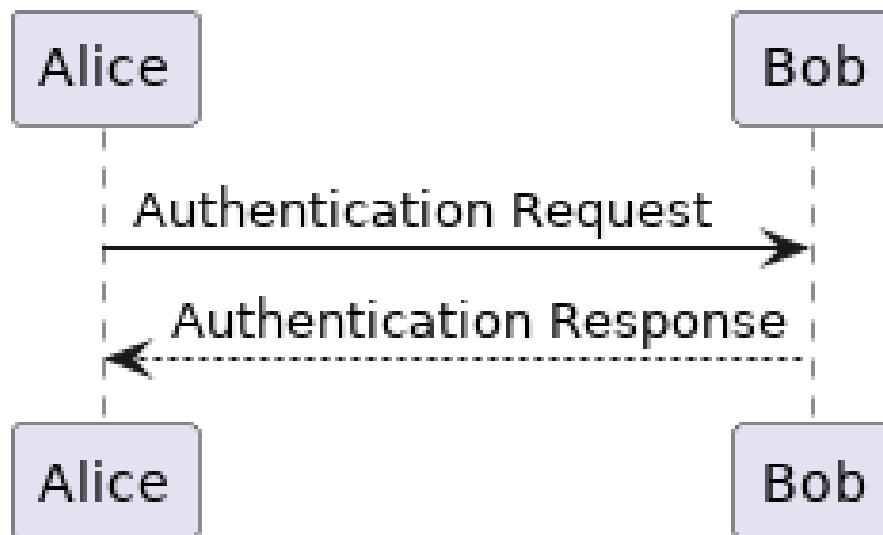 Alice Bob
Authentication Request
Authentication Response
Alice Bob